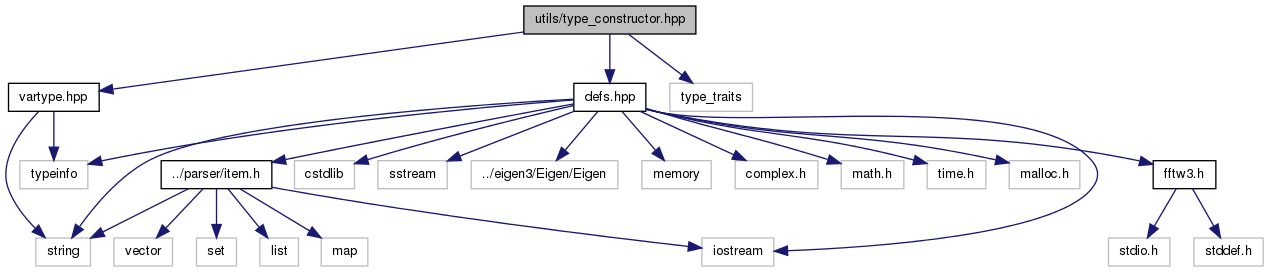 utils/type_constructor.hpp
vartype.hpp
defs.hpp
type_traits
typeinfo
../parser/item.h
cstdlib
sstream
../eigen3/Eigen/Eigen
memory
complex.h
math.h
time.h
malloc.h
fftw3.h
string
vector
set
list
map
iostream
stdio.h
stddef.h